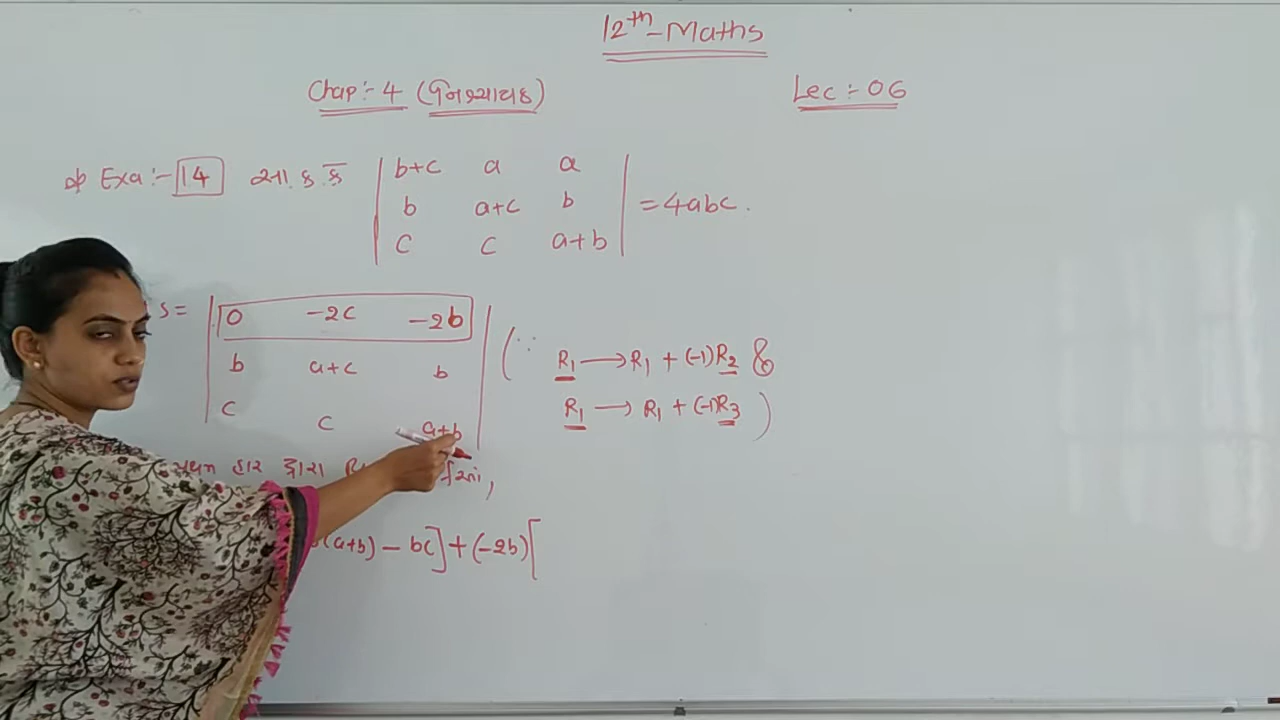 12th - Maths
Chap :- 4 (નિશ્ચાયક) Lec :- 06
Exa :- 14 સા. કે. કે | b+c a a |
| b a+c b | = 4abc.
| c c a+b |
s = | 0 -2c -2b |
| b a+c b |
| c c a+b |
( ∵ R₁ → R₁ + (-1)R₂ &
R₁ → R₁ + (-1)R₃ )
હાર દ્વારા
(a+b) - bc] + (-2b)[